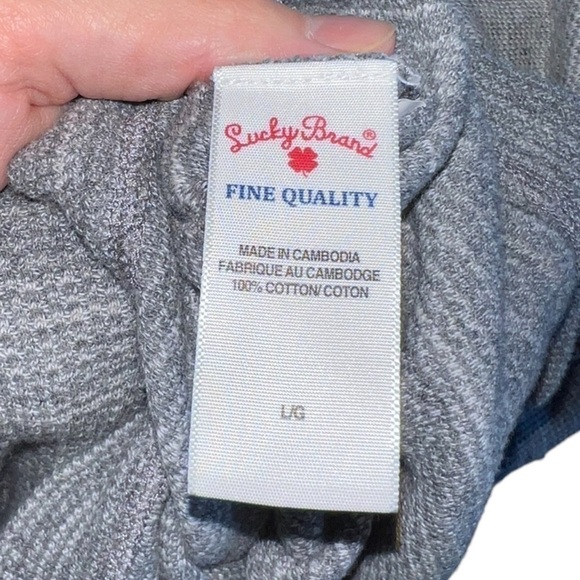 Lucky Brand®
FINE QUALITY
MADE IN CAMBODIA
FABRIQUE AU CAMBODGE
100% COTTON/COTON
L/G